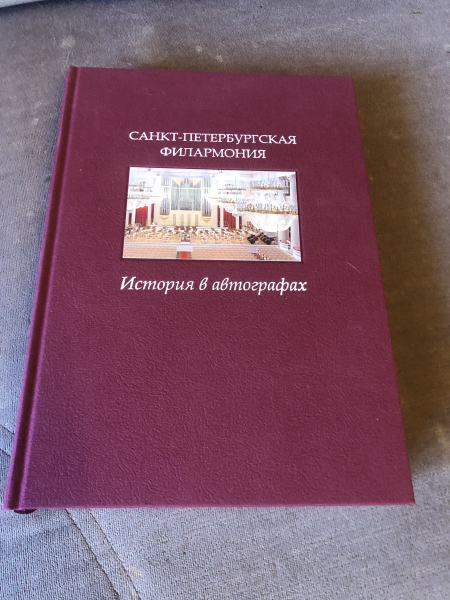 САНКТ-ПЕТЕРБУРГСКАЯ
ФИЛАРМОНИЯ
История в автографах